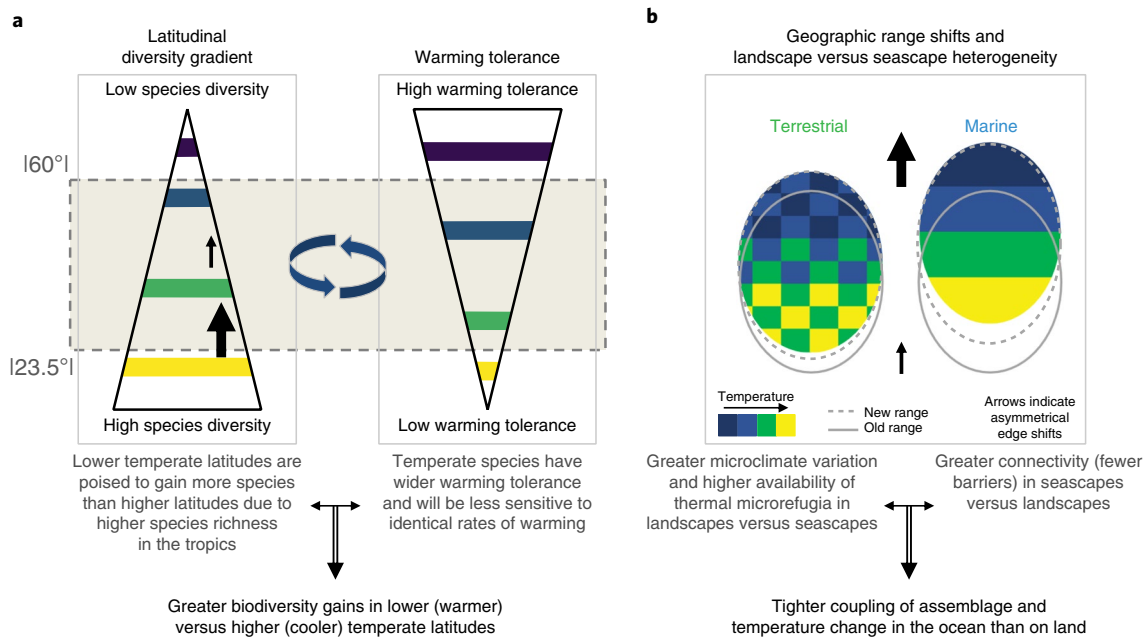 a
Latitudinal
diversity gradient
Warming tolerance
Low species diversity
High warming tolerance
|60°|
|23.5°|
High species diversity
Low warming tolerance
Lower temperate latitudes are
poised to gain more species
than higher latitudes due to
higher species richness
in the tropics
Temperate species have
wider warming tolerance
and will be less sensitive to
identical rates of warming
Greater biodiversity gains in lower (warmer)
versus higher (cooler) temperate latitudes
b
Geographic range shifts and
landscape versus seascape heterogeneity
Terrestrial
Marine
Temperature
New range
Old range
Arrows indicate
asymmetrical
edge shifts
Greater microclimate variation
and higher availability of
thermal microrefugia in
landscapes versus seascapes
Greater connectivity (fewer
barriers) in seascapes
versus landscapes
Tighter coupling of assemblage and
temperature change in the ocean than on land